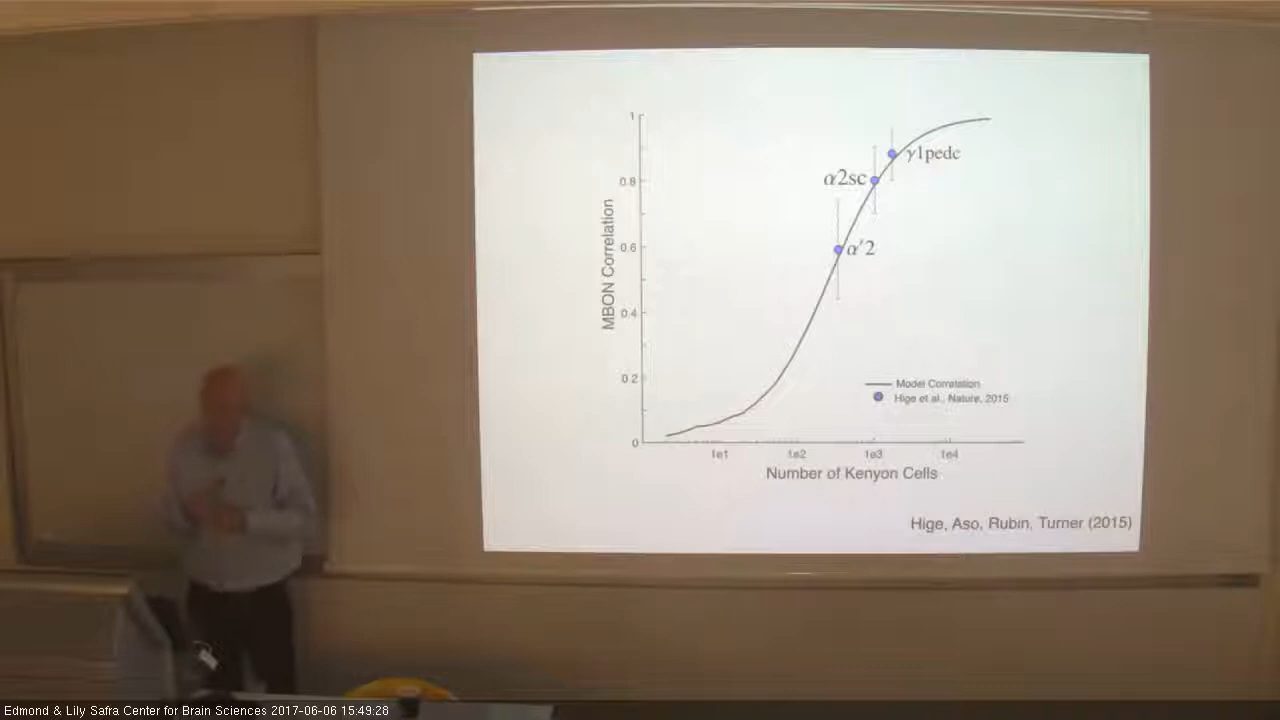 1
γ1pedc
α2sc
0.8
MBON Correlation
0.6
α′2
0.4
0.2
Model Correlation
Hige et al., Nature, 2015
0
1e1 1e2 1e3 1e4
Number of Kenyon Cells
Hige, Aso, Rubin, Turner (2015)
Edmond & Lily Safra Center for Brain Sciences 2017-06-06 15:49:28